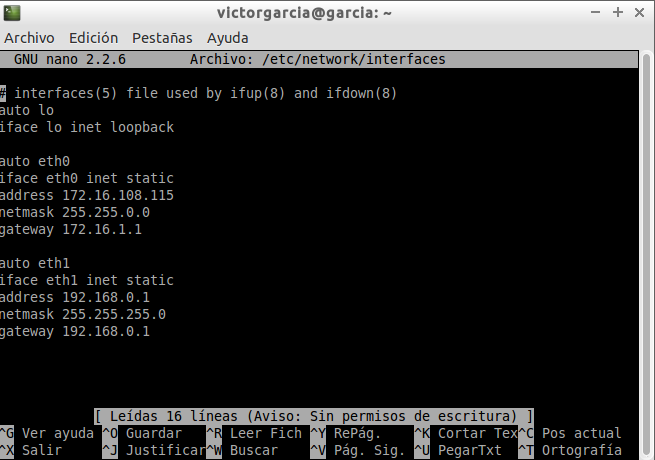 victorgarcia@garcia: ~
Archivo Edición Pestañas Ayuda
GNU nano 2.2.6 Archivo: /etc/network/interfaces
# interfaces(5) file used by ifup(8) and ifdown(8)
auto lo
iface lo inet loopback
auto eth0
iface eth0 inet static
address 172.16.108.115
netmask 255.255.0.0
gateway 172.16.1.1
auto eth1
iface eth1 inet static
address 192.168.0.1
netmask 255.255.255.0
gateway 192.168.0.1
[ Leídas 16 líneas (Aviso: Sin permisos de escritura) ]
^G Ver ayuda ^O Guardar ^R Leer Fich ^Y RePág. ^K Cortar Tex ^C Pos actual
^X Salir ^J Justificar ^W Buscar ^V Pág. Sig. ^U PegarTxt ^T Ortografía